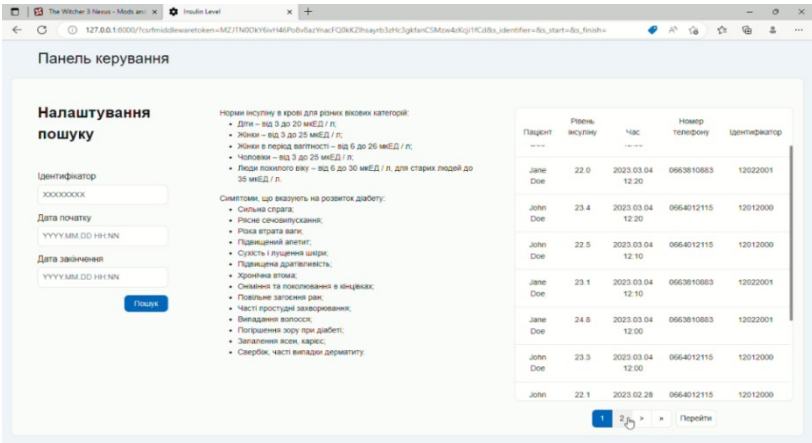 The Witcher 3 Nexus - Mods and
Insulin Level
Панель керування
Налаштування
пошуку
Ідентифікатор
XXXXXXXX
Дата початку
YYYY.MM.DD HH:NN
Дата закінчення
YYYY.MM.DD HH:NN
Пошук
Норми інсуліну в крові для різних вікових категорій:
• Діти – від 3 до 20 мкЕД / л;
• Жінки – від 3 до 25 мкЕД / л;
• Жінки в період вагітності – від 6 до 26 мкЕД / л;
• Чоловіки – від 3 до 25 мкЕД / л;
• Люди похилого віку – від 6 до 30 мкЕД / л, для старих людей до
35 мкЕД / л.
Симптоми, що вказують на розвиток діабету:
• Сильна спрага;
• Рясне сечовипускання;
• Різка втрата ваги;
• Підвищений апетит;
• Сухість і лущення шкіри;
• Підвищена дратівливість;
• Хронічна втома;
• Оніміння та поколювання в кінцівках;
• Повільне загоєння ран;
• Часті простудні захворювання;
• Випадання волосся;
• Погіршення зору при діабеті;
• Запалення ясен, карієс;
• Свербіж, часті випадки дерматиту.
Пацієнт Рівень інсуліну Час Номер телефону Ідентифікатор
Jane Doe 22.0 2023.03.04 12:20 0663810883 12022001
John Doe 23.4 2023.03.04 12:20 0664012115 12012000
John Doe 22.5 2023.03.04 12:10 0664012115 12012000
Jane Doe 23.1 2023.03.04 12:10 0663810883 12022001
Jane Doe 24.8 2023.03.04 12:00 0663810883 12022001
John Doe 23.3 2023.03.04 12:00 0664012115 12012000
John 22.1 2023.02.28 0664012115 12012000
1 2 > » Перейти